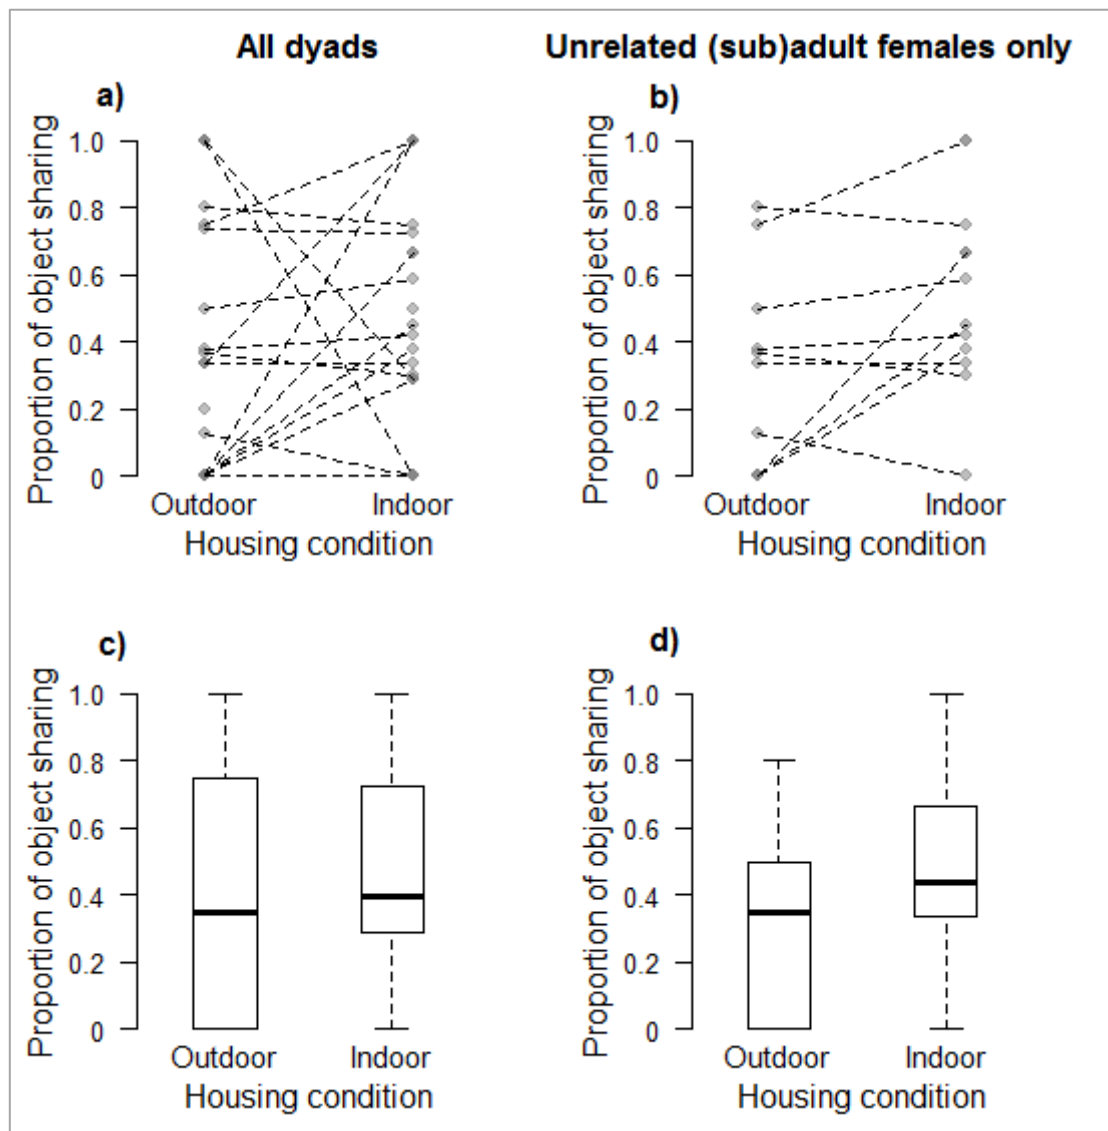 All dyads
Unrelated (sub)adult females only
a)
Proportion of object sharing
1.0
0.8
0.6
0.4
0.2
0
Outdoor
Indoor
Housing condition
b)
Proportion of object sharing
1.0
0.8
0.6
0.4
0.2
0
Outdoor
Indoor
Housing condition
c)
Proportion of object sharing
1.0
0.8
0.6
0.4
0.2
0
Outdoor
Indoor
Housing condition
d)
Proportion of object sharing
1.0
0.8
0.6
0.4
0.2
0
Outdoor
Indoor
Housing condition